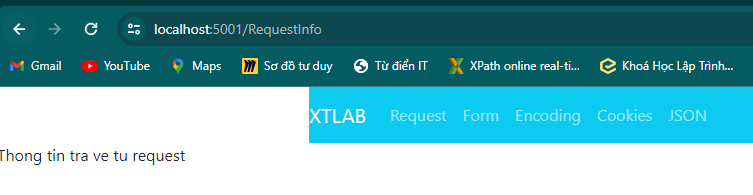 localhost:5001/RequestInfo
Gmail YouTube Maps Sơ đồ tư duy Từ điển IT XPath online real-ti... Khoá Học Lập Trình...
XTLAB Request Form Encoding Cookies JSON
Thong tin tra ve tu request